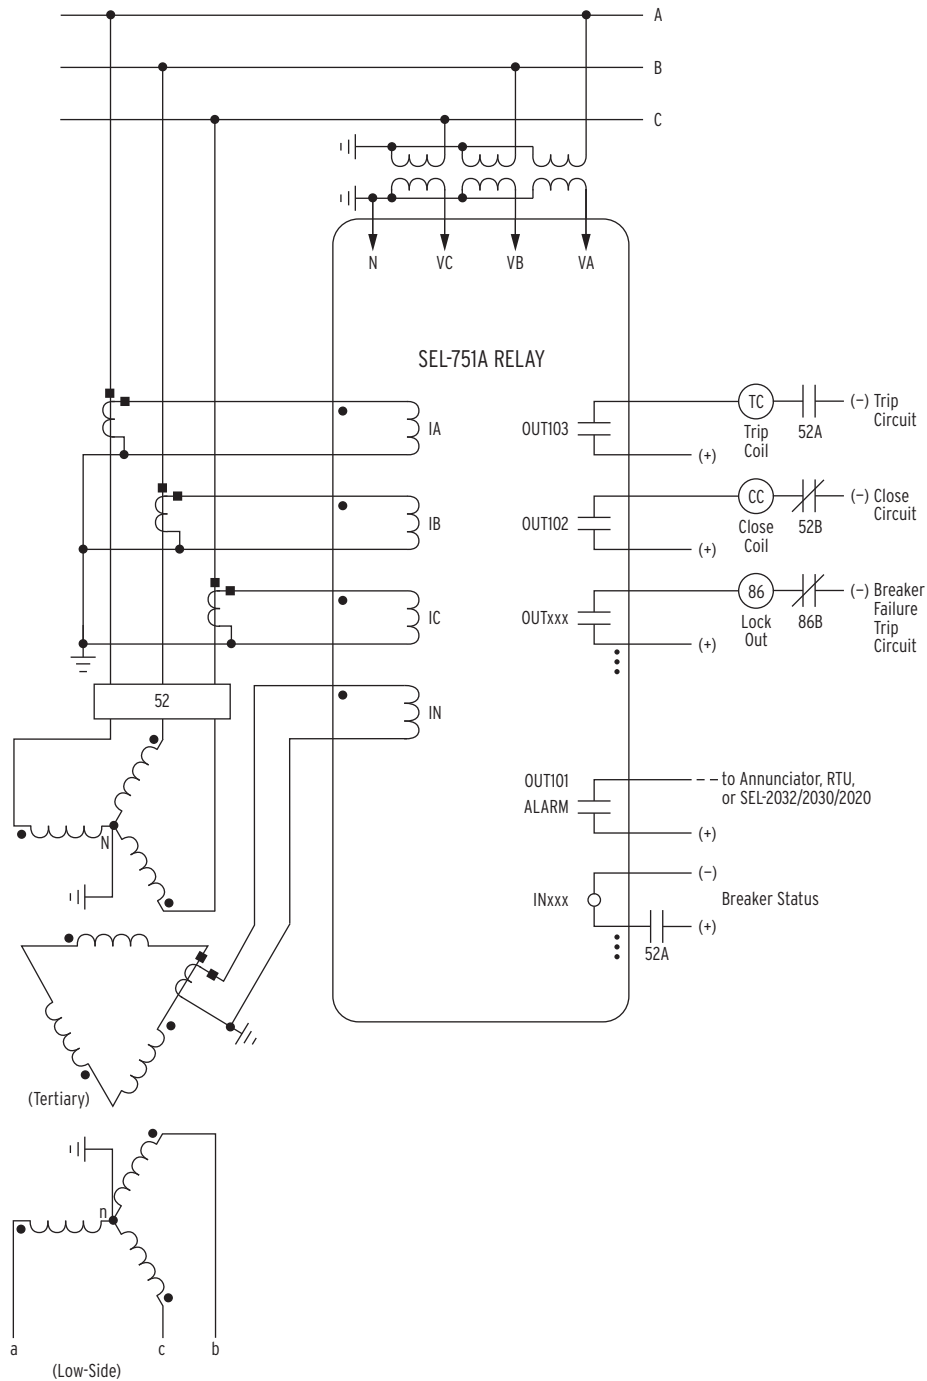 A
B
C
N
VC
VB
VA
SEL-751A RELAY
IA
OUT103
TC
Trip
Coil
52A
(–) Trip
Circuit
(+)
IB
OUT102
CC
Close
Coil
52B
(–) Close
Circuit
(+)
IC
OUTxxx
86
Lock
Out
86B
(–) Breaker
Failure
Trip
Circuit
(+)
52
IN
OUT101
ALARM
to Annunciator, RTU,
or SEL-2032/2030/2020
(+)
N
INxxx
(–)
Breaker Status
(+)
52A
(Tertiary)
n
a
c
b
(Low-Side)